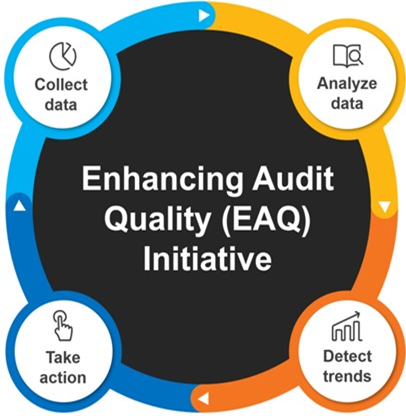 Collect
data
Analyze
data
Enhancing Audit
Quality (EAQ)
Initiative
Take
action
Detect
trends